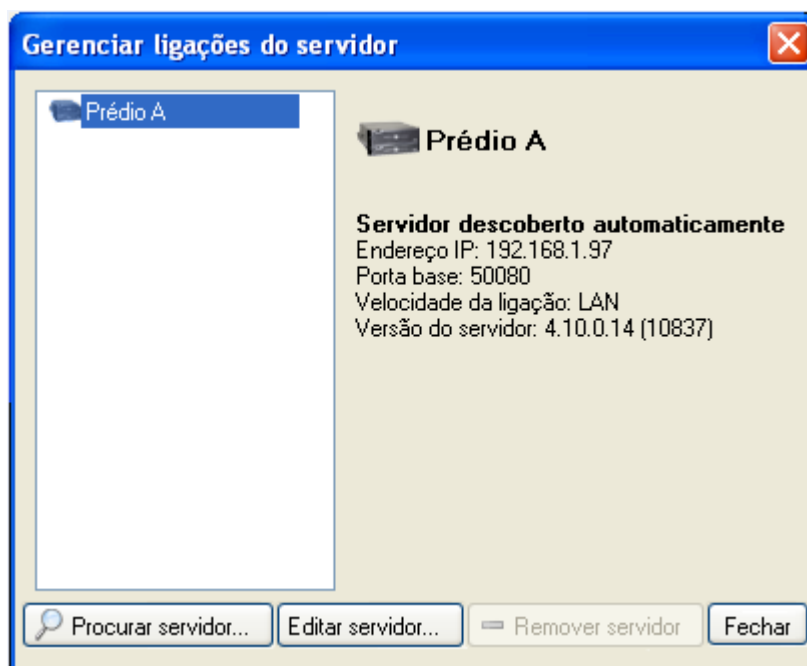 Gerenciar ligações do servidor
Prédio A
Prédio A
Servidor descoberto automaticamente
Endereço IP: 192.168.1.97
Porta base: 50080
Velocidade da ligação: LAN
Versão do servidor: 4.10.0.14 (10837)
Procurar servidor... Editar servidor... Remover servidor Fechar